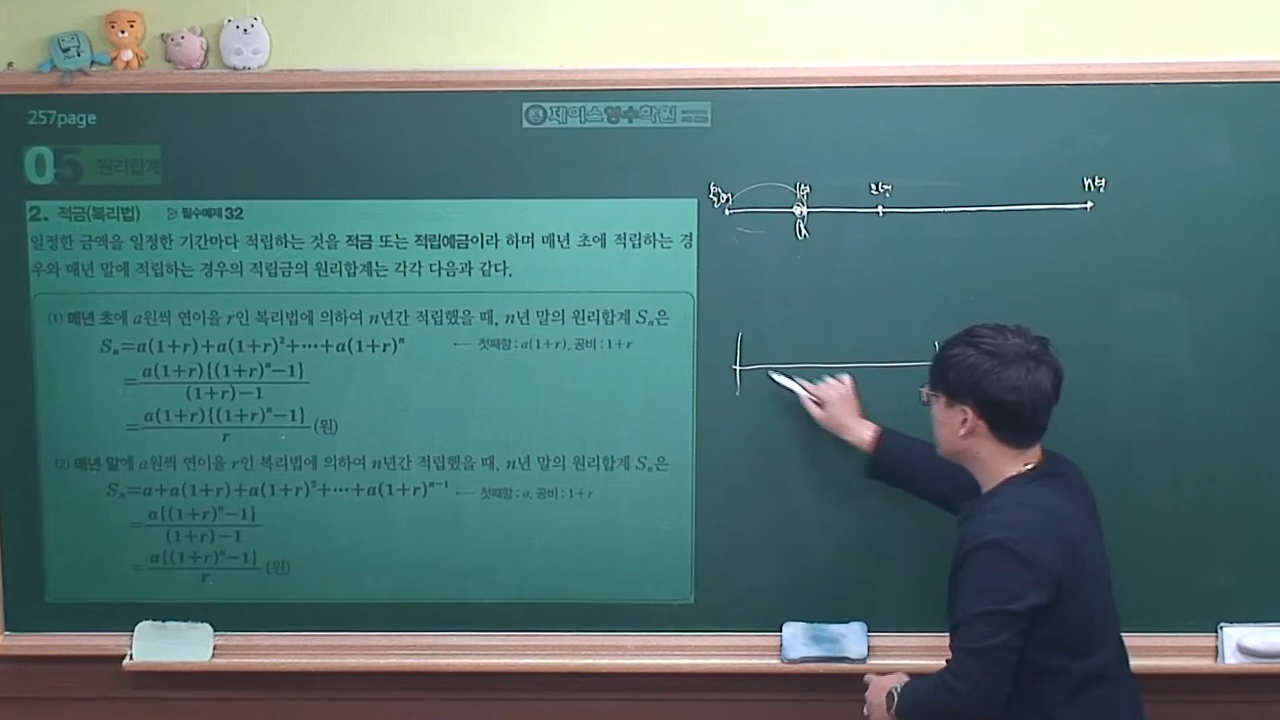 257page
제이스영수학원
05 원리합계
2. 적금(복리법) ▷ 필수예제 32
일정한 금액을 일정한 기간마다 적립하는 것을 적금 또는 적립예금이라 하며 매년 초에 적립하는 경
우와 매년 말에 적립하는 경우의 적립금의 원리합계는 각각 다음과 같다.
(1) 매년 초에 a원씩 연이율 r인 복리법에 의하여 n년간 적립했을 때, n년 말의 원리합계 Sₙ은
Sₙ=a(1+r)+a(1+r)²+⋯+a(1+r)ⁿ ← 첫째항 : a(1+r), 공비 : 1+r
=a(1+r){(1+r)ⁿ-1}/(1+r)-1
=a(1+r){(1+r)ⁿ-1}/r (원)
(2) 매년 말에 a원씩 연이율 r인 복리법에 의하여 n년간 적립했을 때, n년 말의 원리합계 Sₙ은
Sₙ=a+a(1+r)+a(1+r)²+⋯+a(1+r)ⁿ⁻¹ ← 첫째항 : a, 공비 : 1+r
=a{(1+r)ⁿ-1}/(1+r)-1
=a{(1+r)ⁿ-1}/r (원)
1년
2년
n년